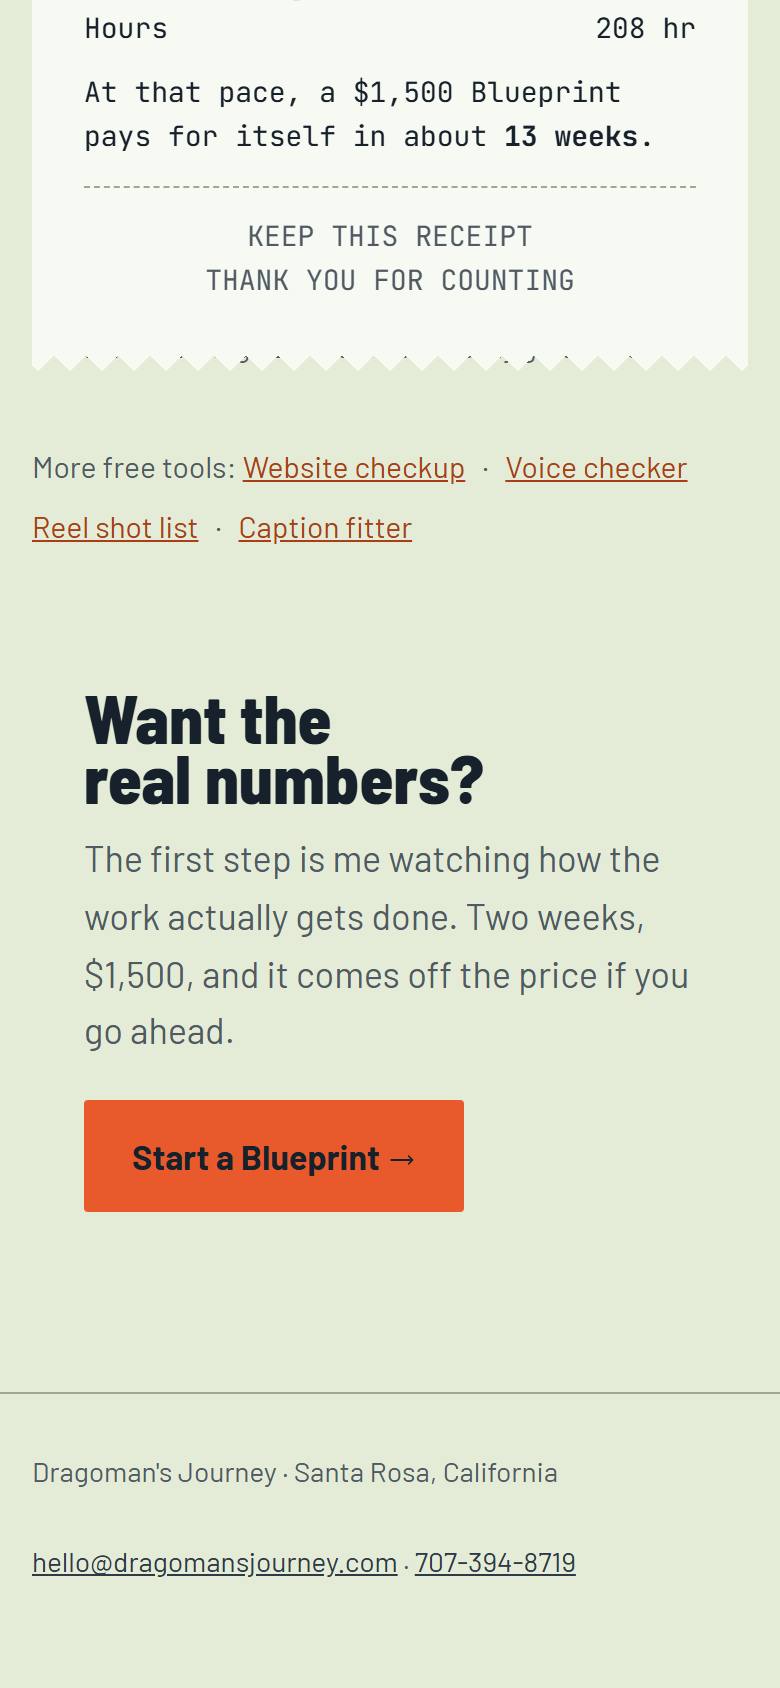 Hours 208 hr
At that pace, a $1,500 Blueprint
pays for itself in about 13 weeks.
KEEP THIS RECEIPT
THANK YOU FOR COUNTING
More free tools: Website checkup · Voice checker
Reel shot list · Caption fitter
Want the
real numbers?
The first step is me watching how the
work actually gets done. Two weeks,
$1,500, and it comes off the price if you
go ahead.
Start a Blueprint →
Dragoman's Journey · Santa Rosa, California
hello@dragomansjourney.com · 707-394-8719